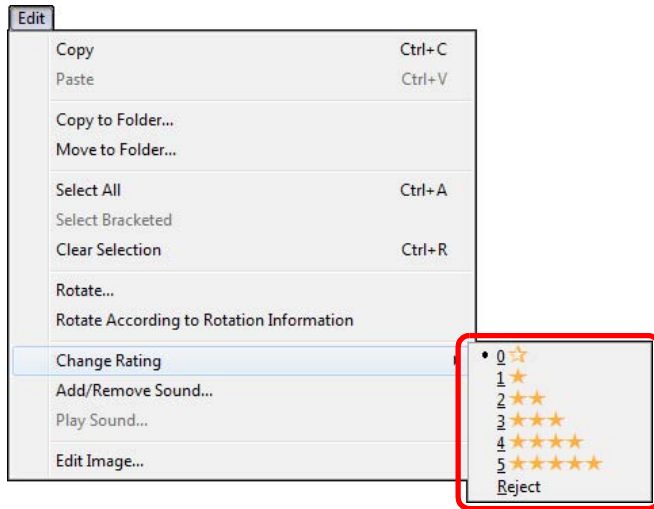 Edit
Copy Ctrl+C
Paste Ctrl+V
Copy to Folder...
Move to Folder...
Select All Ctrl+A
Select Bracketed
Clear Selection Ctrl+R
Rotate...
Rotate According to Rotation Information
Change Rating
Add/Remove Sound...
Play Sound...
Edit Image...
0
1
2
3
4
5
Reject